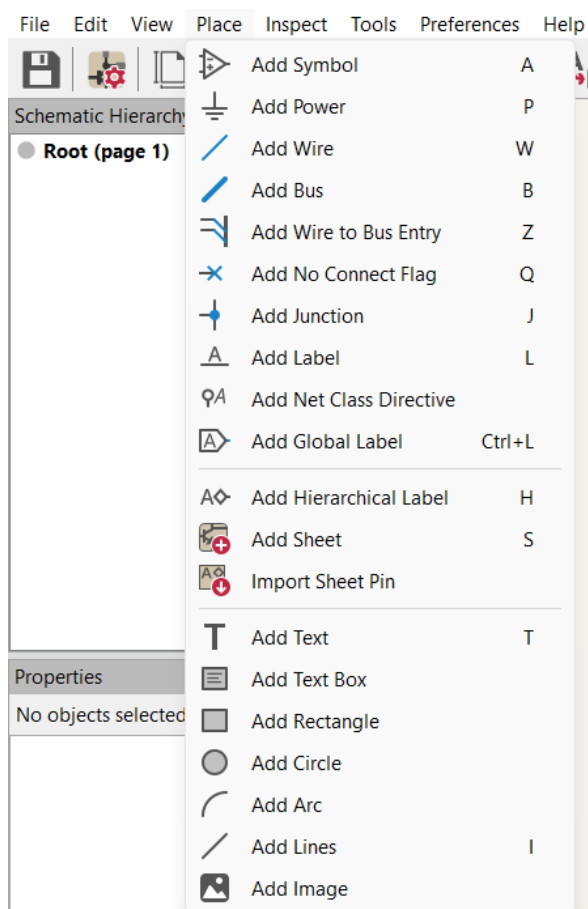 File Edit View Place Inspect Tools Preferences Help
Schematic Hierarchy
Root (page 1)
Add Symbol A
Add Power P
Add Wire W
Add Bus B
Add Wire to Bus Entry Z
Add No Connect Flag Q
Add Junction J
Add Label L
Add Net Class Directive
Add Global Label Ctrl+L
Add Hierarchical Label H
Add Sheet S
Import Sheet Pin
Add Text T
Properties
Add Text Box
No objects selected
Add Rectangle
Add Circle
Add Arc
Add Lines I
Add Image